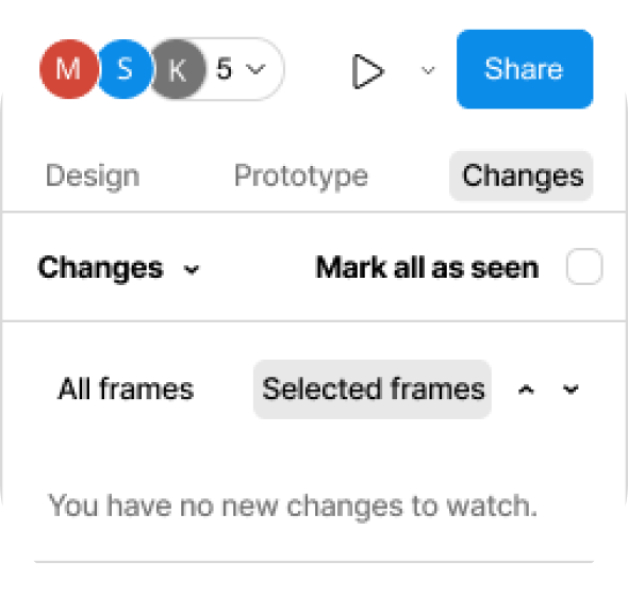 M S K 5 Share
Design Prototype Changes
Changes Mark all as seen
All frames Selected frames
You have no new changes to watch.